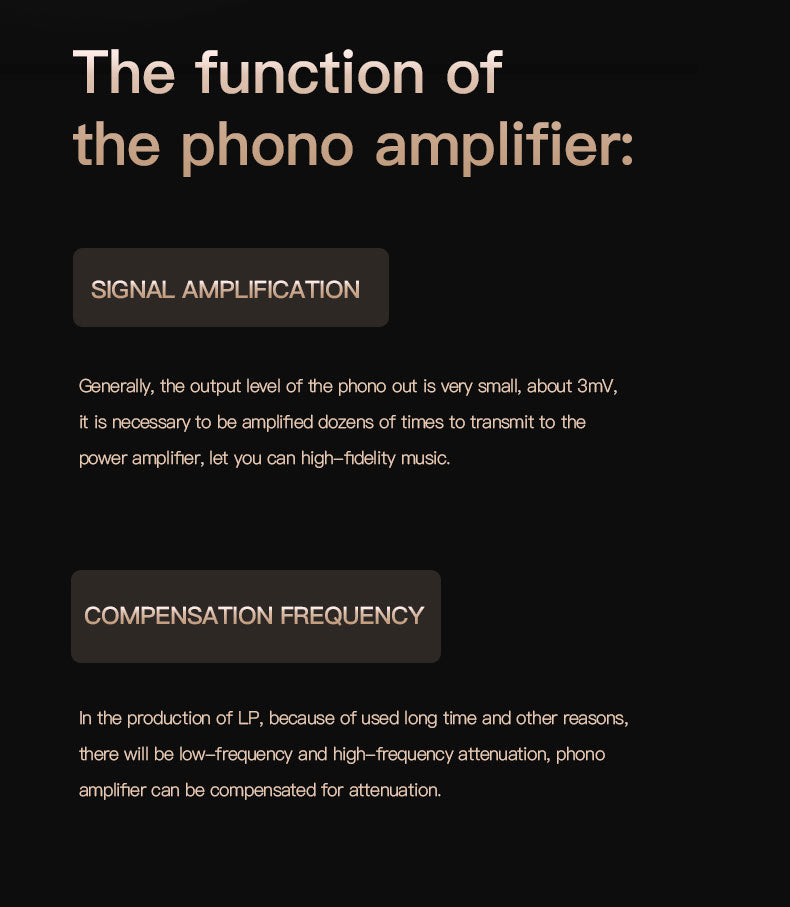 The function of
the phono amplifier:
SIGNAL AMPLIFICATION
Generally, the output level of the phono out is very small, about 3mV,
it is necessary to be amplified dozens of times to transmit to the
power amplifier, let you can high-fidelity music.
COMPENSATION FREQUENCY
In the production of LP, because of used long time and other reasons,
there will be low-frequency and high-frequency attenuation, phono
amplifier can be compensated for attenuation.